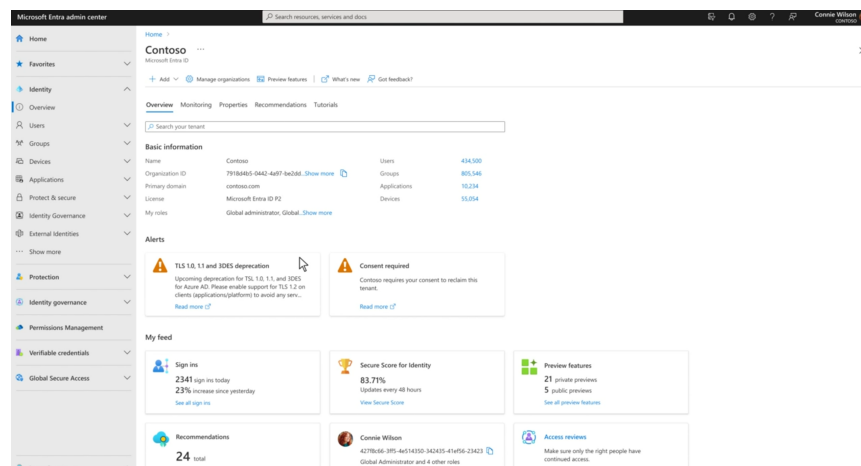 Microsoft Entra admin center
Search resources, services and docs
Connie Wilson
CONTOSO
Home
Favorites
Identity
Overview
Users
Groups
Devices
Applications
Protect & secure
Identity Governance
External Identities
Show more
Protection
Identity governance
Permissions Management
Verifiable credentials
Global Secure Access
Home >
Contoso ...
Microsoft Entra ID
+ Add Manage organizations Preview features | What's new Got feedback?
Overview Monitoring Properties Recommendations Tutorials
Search your tenant
Basic information
Name Contoso Users 434,500
Organization ID 7918d4b5-0442-4a97-be2dd...Show more Groups 805,546
Primary domain contoso.com Applications 10,234
License Microsoft Entra ID P2 Devices 55,054
My roles Global administrator, Global...Show more
Alerts
TLS 1.0, 1.1 and 3DES deprecation
Upcoming deprecation for TSL 1.0, 1.1, and 3DES
for Azure AD. Please enable support for TLS 1.2 on
clients (applications/platform) to avoid any serv...
Read more
Consent required
Contoso requires your consent to reclaim this
tenant.
Read more
My feed
Sign ins
2341 sign ins today
23% increase since yesterday
See all sign ins
Secure Score for Identity
83.71%
Updates every 48 hours
View Secure Score
Preview features
21 private previews
5 public previews
See all preview features
Recommendations
24 total
Connie Wilson
427f8c66-3ff5-4e514350-342435-41ef56-23423
Global Administrator and 4 other roles
Access reviews
Make sure only the right people have
continued access.